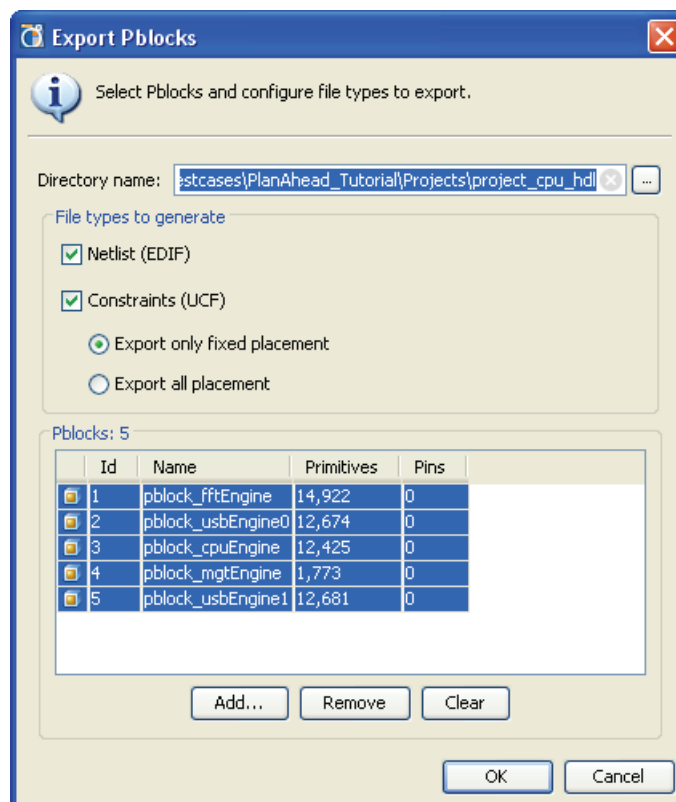 Export Pblocks
Select Pblocks and configure file types to export.
Directory name: stcases\PlanAhead_Tutorial\Projects\project_cpu_hdl ...
File types to generate
Netlist (EDIF)
Constraints (UCF)
Export only fixed placement
Export all placement
Pblocks: 5
Id Name Primitives Pins
1 pblock_fftEngine 14,922 0
2 pblock_usbEngine0 12,674 0
3 pblock_cpuEngine 12,425 0
4 pblock_mgtEngine 1,773 0
5 pblock_usbEngine1 12,681 0
Add... Remove Clear
OK Cancel